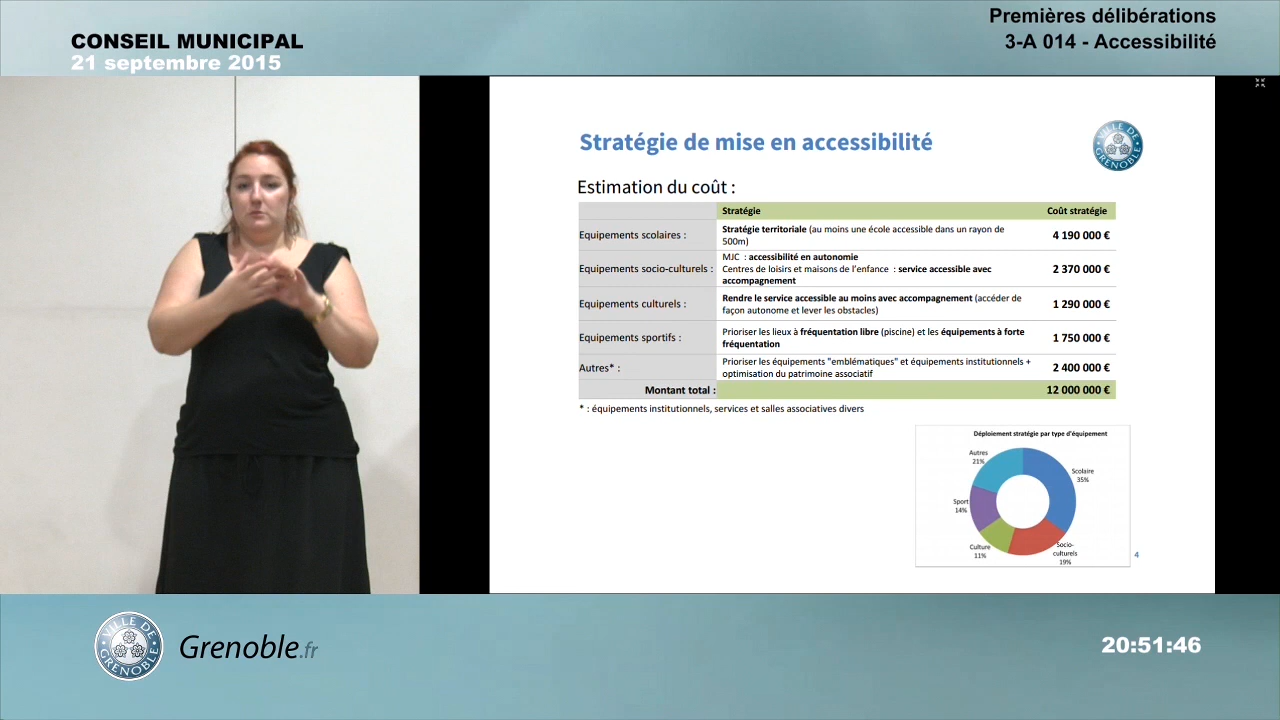 CONSEIL MUNICIPAL
21 septembre 2015
Premières délibérations
3-A 014 - Accessibilité
Stratégie de mise en accessibilité
VILLE DE
GRENOBLE
Estimation du coût :
Stratégie Coût stratégie
Equipements scolaires : Stratégie territoriale (au moins une école accessible dans un rayon de
500m) 4 190 000 €
Equipements socio-culturels : MJC : accessibilité en autonomie
Centres de loisirs et maisons de l'enfance : service accessible avec
accompagnement 2 370 000 €
Equipements culturels : Rendre le service accessible au moins avec accompagnement (accéder de
façon autonome et lever les obstacles) 1 290 000 €
Equipements sportifs : Prioriser les lieux à fréquentation libre (piscine) et les équipements à forte
fréquentation 1 750 000 €
Autres* : Prioriser les équipements "emblématiques" et équipements institutionnels +
optimisation du patrimoine associatif 2 400 000 €
Montant total : 12 000 000 €
* : équipements institutionnels, services et salles associatives divers
Déploiement stratégie par type d'équipement
Autres
21%
Scolaire
35%
Sport
14%
Culture
11%
Socio-
culturels
19%
4
VILLE DE
GRENOBLE
Grenoble.fr
20:51:46